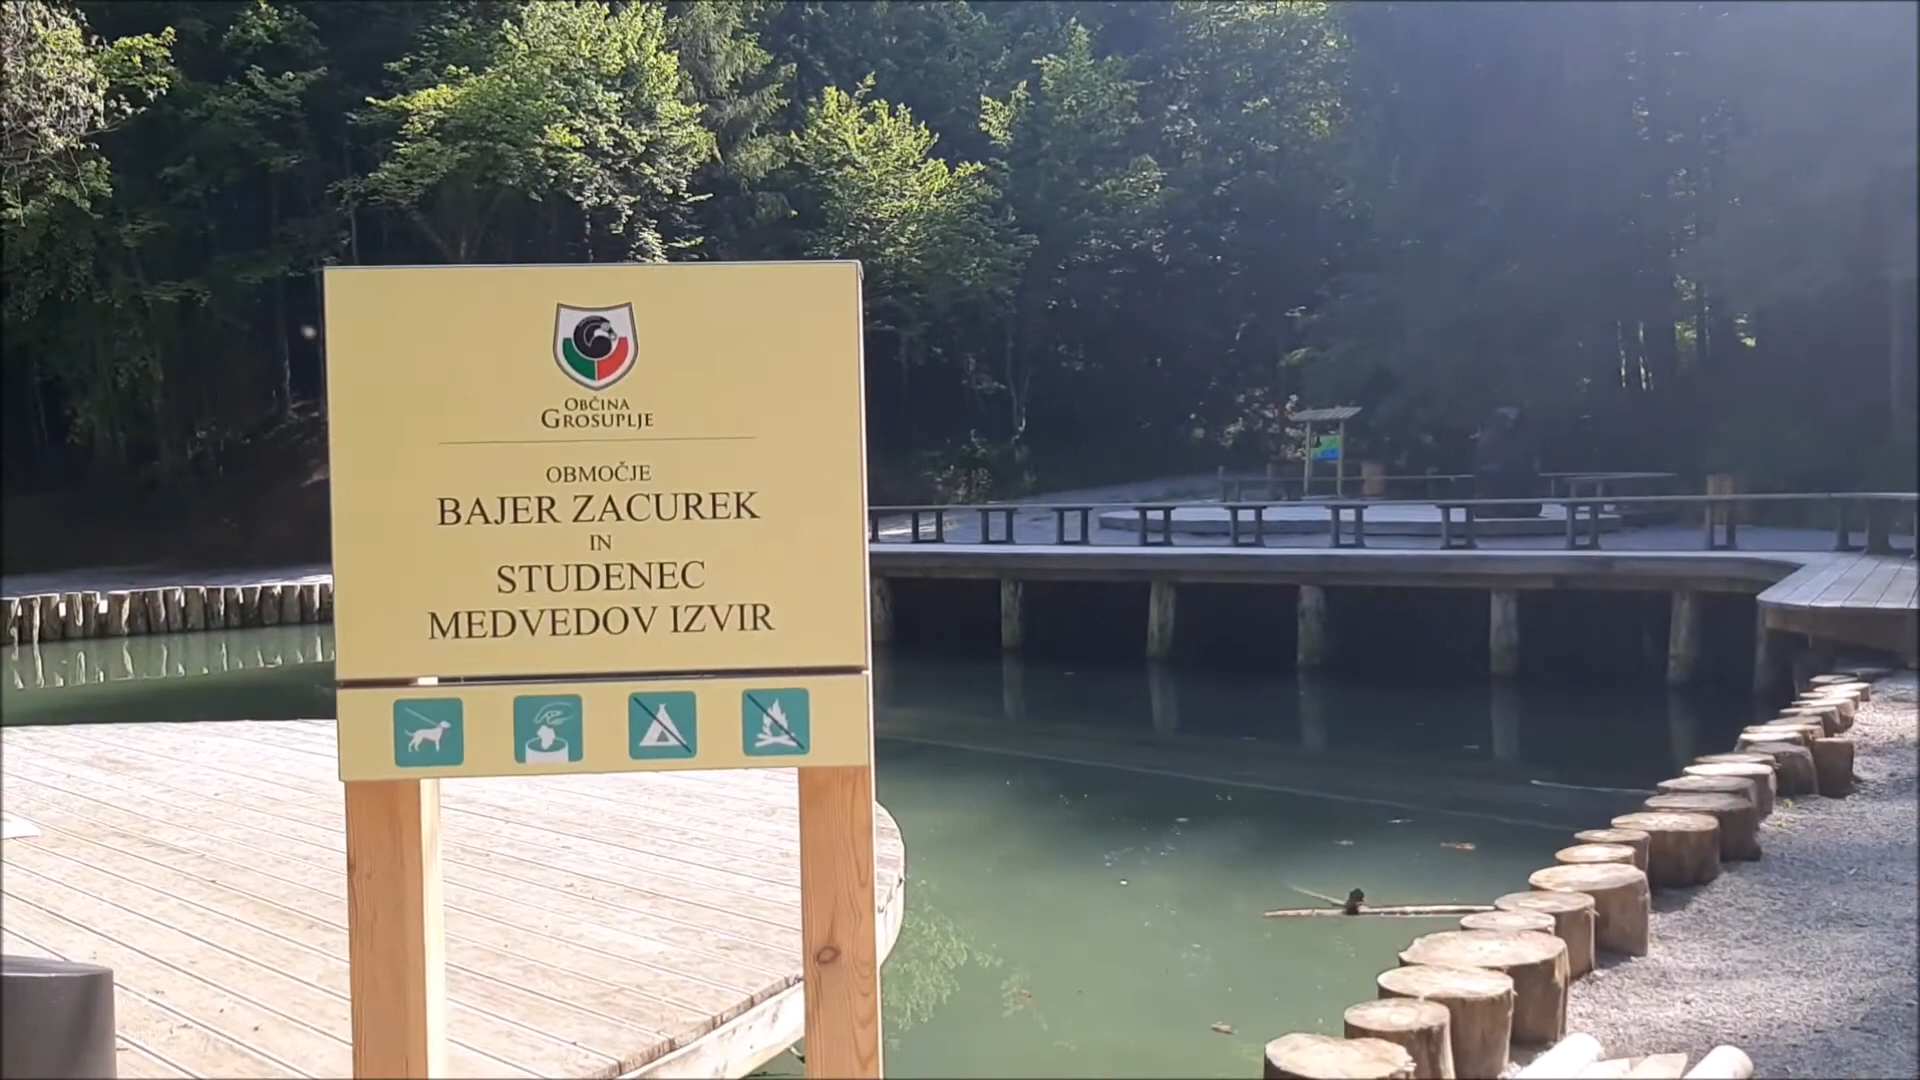 OBČINA
GROSUPLJE
OBMOČJE
BAJER ZACUREK
IN
STUDENEC
MEDVEDOV IZVIR